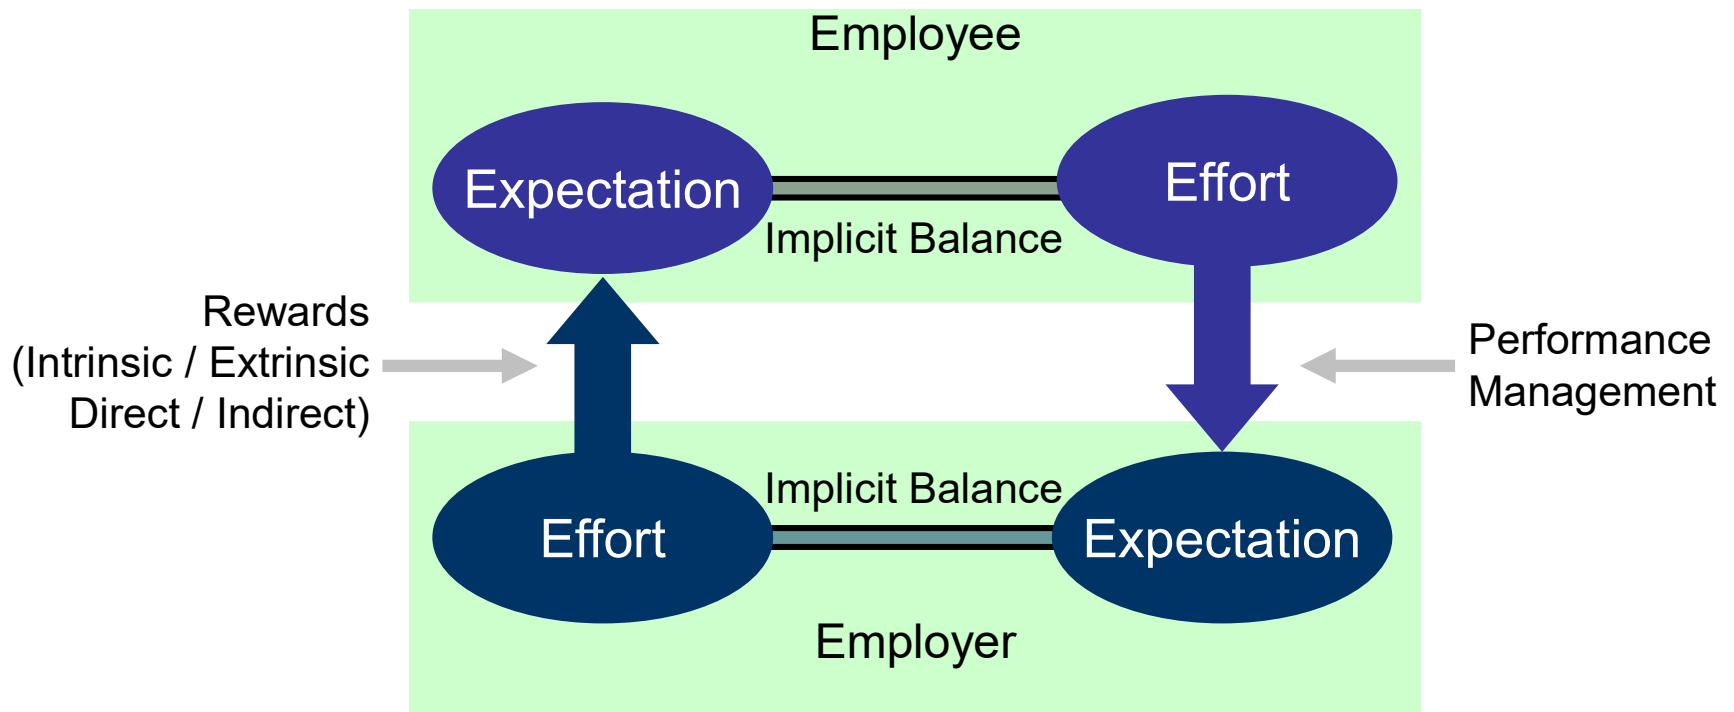 Employee
Expectation
Effort
Implicit Balance
Rewards
(Intrinsic / Extrinsic
Direct / Indirect)
Performance
Management
Implicit Balance
Effort
Expectation
Employer